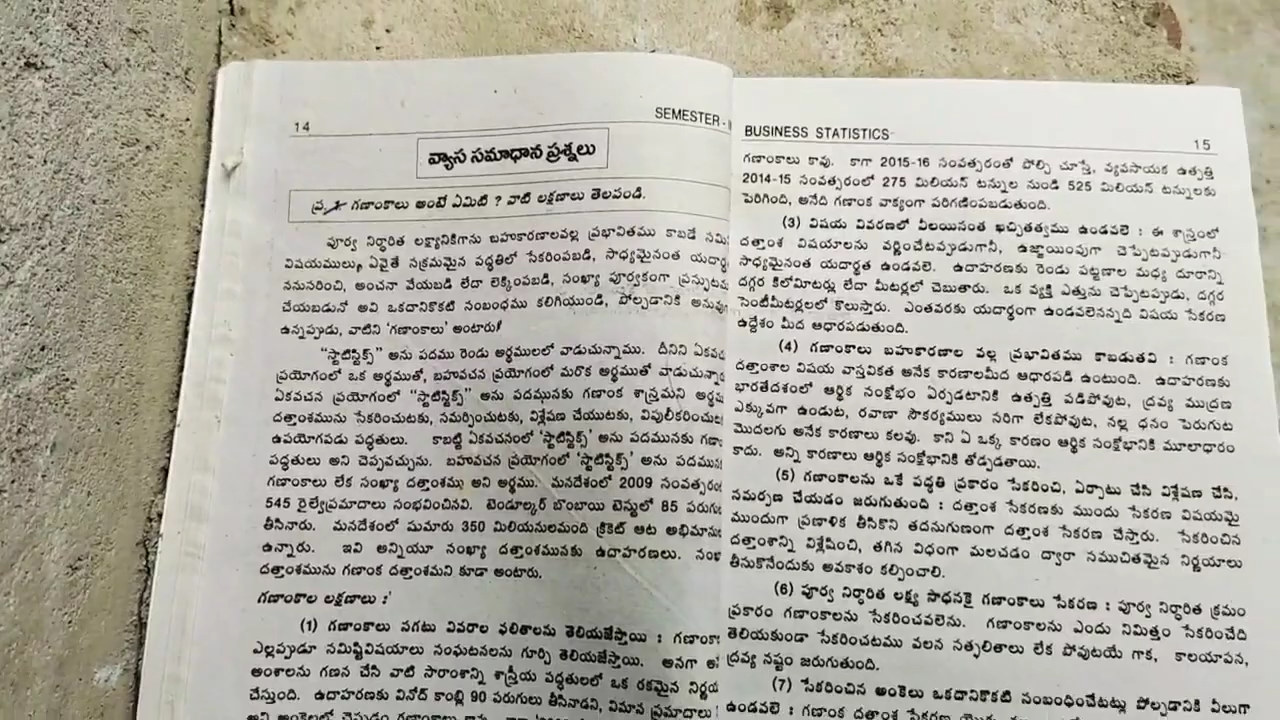 14
SEMESTER -
వ్యాస సమాధాన ప్రశ్నలు
ప్ర గణాంకాలు అంటే ఏమిటి ? వాటి లక్షణాలు తెలపండి.
పూర్వ నిర్ధారిత లక్ష్యానికిగాను బహుకారణాలవల్ల ప్రభావితము కాబడే
విషయములు, ఏవైతే సక్రమమైన పద్ధతిలో సేకరింపబడి, సాధ్యమైనంత
ననుసరించి, అంచనా వేయబడి లేదా లెక్కింపబడి, సంఖ్యా పూర్వకంగా
చేయబడునో అవి ఒకదానికొకటి సంబంధము కలిగియుండి, పోల్చడానికి
ఉన్నప్పుడు, వాటిని 'గణాంకాలు' అంటారు.
"స్టాటిస్టిక్స్" అను పదము రెండు అర్థములలో వాడుచున్నాము. దీనిని
ప్రయోగంలో ఒక అర్థముతో, బహువచన ప్రయోగంలో మరొక అర్థముతో
ఏకవచన ప్రయోగంలో "స్టాటిస్టిక్స్" అను పదమునకు గణాంక శాస్త్రమని
దత్తాంశమును సేకరించుటకు, సమర్పించుటకు, విశ్లేషణ చేయుటకు,
ఉపయోగపడు పద్ధతులు. కాబట్టి ఏకవచనంలో 'స్టాటిస్టిక్స్' అను పదమునకు
పద్ధతులు అని చెప్పవచ్చును. బహువచన ప్రయోగంలో 'స్టాటిస్టిక్స్' అను
గణాంకాలు లేక సంఖ్యా దత్తాంశము అని అర్థము. మనదేశంలో 2009
545 రైల్వేప్రమాదాలు సంభవించినవి. టెండూల్కర్ బొంబాయి టెస్టులో 85
తీసినారు. మనదేశంలో సుమారు 350 మిలియనులమంది క్రికెట్ ఆట
ఉన్నారు. ఇవి అన్నియూ సంఖ్యా దత్తాంశమునకు ఉదాహరణలు.
దత్తాంశమును గణాంక దత్తాంశమని కూడా అంటారు.
గణాంకాల లక్షణాలు :
(1) గణాంకాలు సగటు వివరాల ఫలితాలను తెలియజేస్తాయి :
ఎల్లప్పుడూ సమిష్టివిషయాలు సంఘటనలను గూర్చి తెలియజేస్తాయి. అనగా
అంశాలను గణన చేసి వాటి సారాంశాన్ని శాస్త్రీయ పద్ధతులలో ఒక రకమైన
చేస్తుంది. ఉదాహరణకు వినోద్ కాంబ్లి 90 పరుగులు తీసినాడని, విమాన ప్రమాదాలు
BUSINESS STATISTICS
15
గణాంకాలు కావు. కాగా 2015-16 సంవత్సరంతో పోల్చి చూస్తే, వ్యవసాయక ఉత్పత్తి
2014-15 సంవత్సరంలో 275 మిలియన్ టన్నుల నుండి 525 మిలియన్ టన్నులకు
పెరిగింది, అనేది గణాంక వాక్యంగా పరిగణింపబడుతుంది.
(3) విషయ వివరణలో వీలయినంత ఖచ్చితత్వము ఉండవలె : ఈ శాస్త్రంలో
దత్తాంశ విషయాలను వర్ణించేటప్పుడుగానీ, ఉజ్జాయింపుగా చెప్పేటప్పుడుగానీ
సాధ్యమైనంత యదార్థత ఉండవలె. ఉదాహరణకు రెండు పట్టణాల మధ్య దూరాన్ని
దగ్గర కిలోమీటర్లు లేదా మీటర్లలో చెబుతారు. ఒక వ్యక్తి ఎత్తును చెప్పేటప్పుడు, దగ్గర
సెంటీమీటర్లలలో కొలుస్తారు. ఎంతవరకు యదార్థంగా ఉండవలెనన్నది విషయ సేకరణ
ఉద్దేశం మీద ఆధారపడుతుంది.
(4) గణాంకాలు బహుకారణాల వల్ల ప్రభావితము కాబడుతవి : గణాంక
దత్తాంశాల విషయ వాస్తవికత అనేక కారణాలమీద ఆధారపడి ఉంటుంది. ఉదాహరణకు
భారతదేశంలో ఆర్థిక సంక్షోభం ఏర్పడటానికి ఉత్పత్తి పడిపోవుట, ద్రవ్య ముద్రణ
ఎక్కువగా ఉండుట, రవాణా సౌకర్యములు సరిగా లేకపోవుట, నల్ల ధనం పెరుగుట
మొదలగు అనేక కారణాలు కలవు. కాని ఏ ఒక్క కారణం ఆర్థిక సంక్షోభానికి మూలాధారం
కాదు. అన్ని కారణాలు ఆర్థిక సంక్షోభానికి తోడ్పడతాయి.
(5) గణాంకాలను ఒకే పద్ధతి ప్రకారం సేకరించి, ఏర్పాటు చేసి విశ్లేషణ చేసి,
సమర్పణ చేయడం జరుగుతుంది : దత్తాంశ సేకరణకు ముందు సేకరణ విషయమై
ముందుగా ప్రణాళిక తీసికొని తదనుగుణంగా దత్తాంశ సేకరణ చేస్తారు. సేకరించిన
దత్తాంశాన్ని విశ్లేషించి, తగిన విధంగా మలచడం ద్వారా సముచితమైన నిర్ణయాలు
తీసుకొనేందుకు అవకాశం కల్పించాలి.
(6) పూర్వ నిర్ధారిత లక్ష్య సాధనకై గణాంకాలు సేకరణ : పూర్వ నిర్ధారిత క్రమం
ప్రకారం గణాంకాలను సేకరించవలెను. గణాంకాలను ఎందు నిమిత్తం సేకరించేది
తెలియకుండా సేకరించటము వలన సత్ఫలితాలు లేక పోవుటయే గాక, కాలయాపన,
ద్రవ్య నష్టం జరుగుతుంది.
(7) సేకరించిన అంకెలు ఒకదానికొకటి సంబంధించేటట్లు పోల్చడానికి వీలుగా
ఉండవలె : గణాంక దత్తాంశ సేకరణ